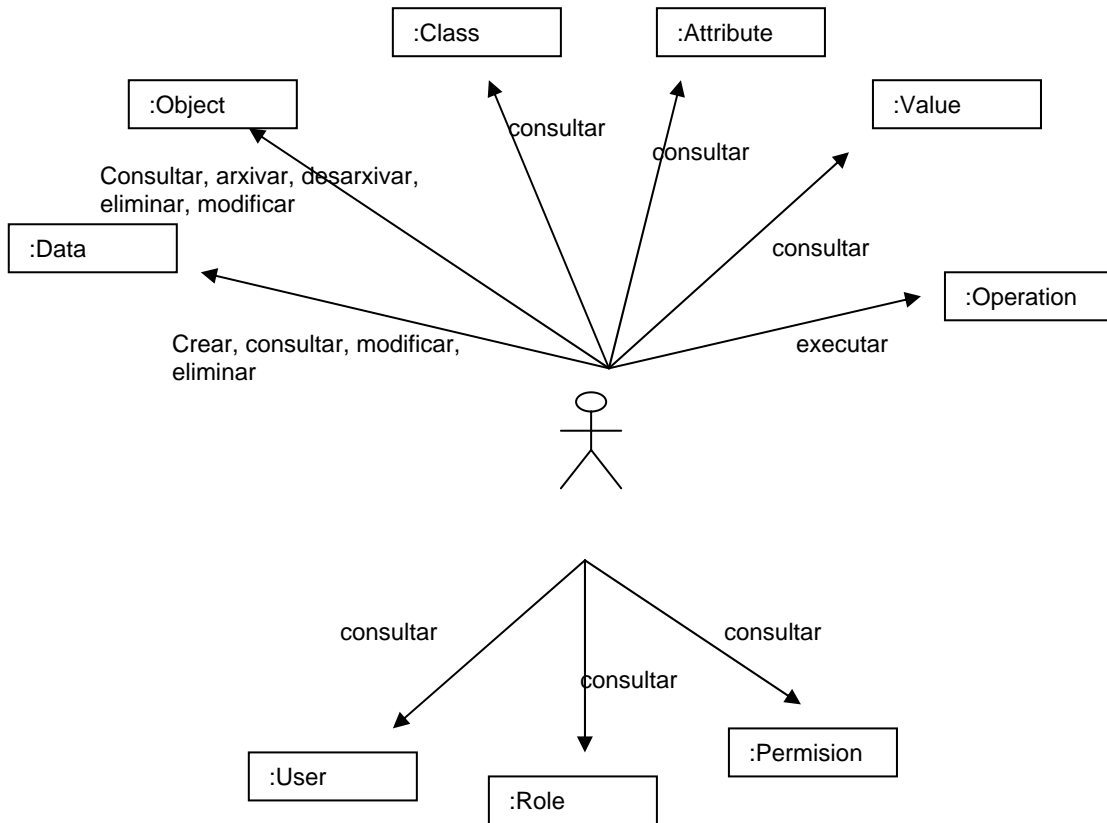 :Class
:Attribute
:Object
:Value
consultar
consultar
Consultar, arxivar, desarxivar,
eliminar, modificar
:Data
consultar
:Operation
Crear, consultar, modificar,
eliminar
executar
consultar
consultar
consultar
:User
:Role
:Permision